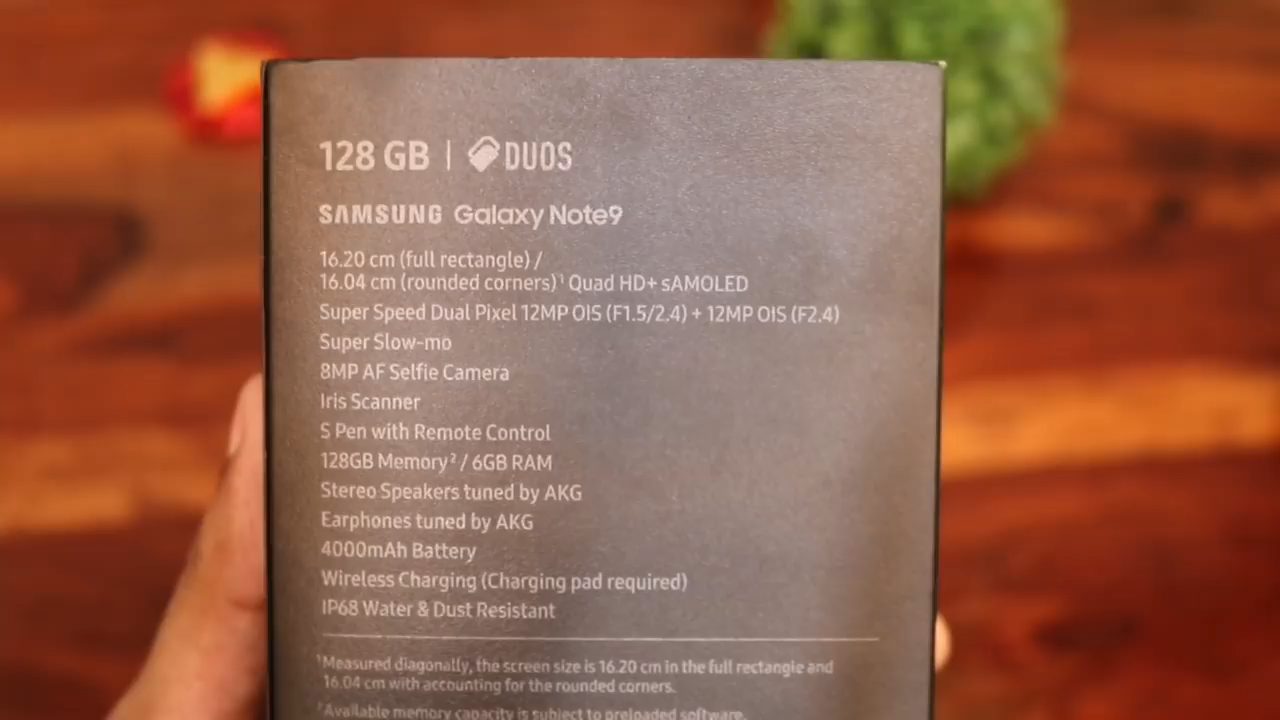 128 GB | DUOS
SAMSUNG Galaxy Note9
16.20 cm (full rectangle) /
16.04 cm (rounded corners)¹ Quad HD+ sAMOLED
Super Speed Dual Pixel 12MP OIS (F1.5/2.4) + 12MP OIS (F2.4)
Super Slow-mo
8MP AF Selfie Camera
Iris Scanner
S Pen with Remote Control
128GB Memory² / 6GB RAM
Stereo Speakers tuned by AKG
Earphones tuned by AKG
4000mAh Battery
Wireless Charging (Charging pad required)
IP68 Water & Dust Resistant
¹Measured diagonally, the screen size is 16.20 cm in the full rectangle and
16.04 cm with accounting for the rounded corners.
²Available memory capacity is subject to preloaded software.